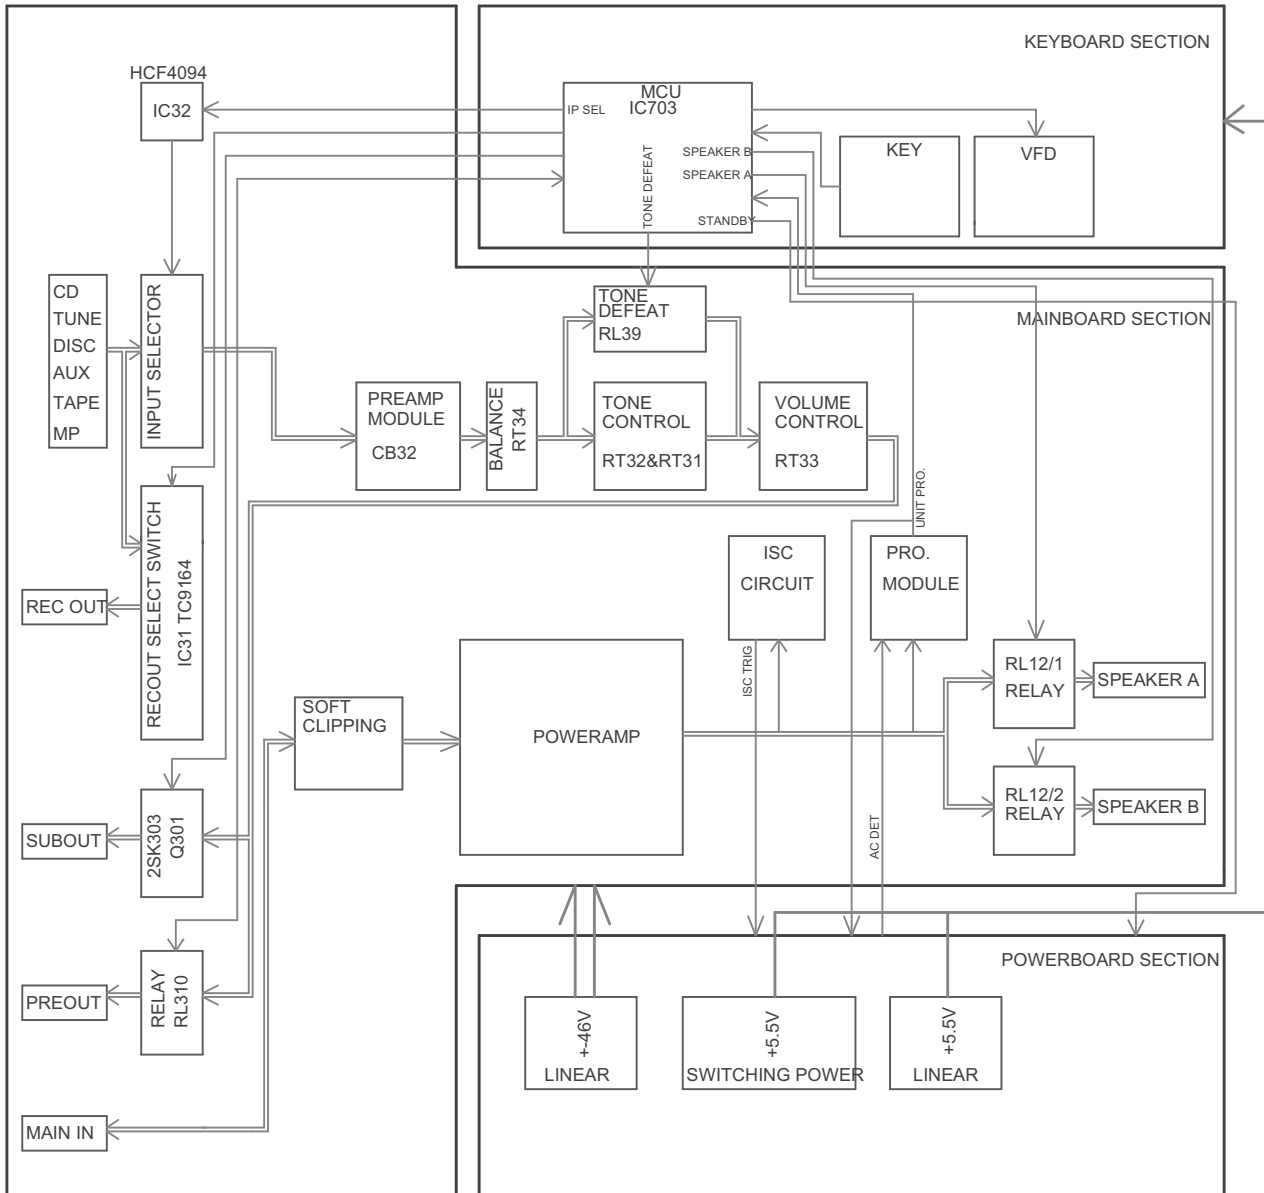 KEYBOARD SECTION
HCF4094
IC32
MCU
IC703
IP SEL
TONE DEFEAT
SPEAKER B
SPEAKER A
STANDBY
KEY
VFD
MAINBOARD SECTION
CD
TUNE
DISC
AUX
TAPE
MP
INPUT SELECTOR
TONE
DEFEAT
RL39
PREAMP
MODULE
CB32
BALANCE
RT34
TONE
CONTROL
RT32&RT31
VOLUME
CONTROL
RT33
UNIT PRO.
RECOUT SELECT SWITCH
IC31 TC9164
REC OUT
ISC
CIRCUIT
PRO.
MODULE
ISC TRIG
AC DET
SOFT
CLIPPING
POWERAMP
RL12/1
RELAY
SPEAKER A
RL12/2
RELAY
SPEAKER B
SUBOUT
2SK303
Q301
PREOUT
RELAY
RL310
MAIN IN
POWERBOARD SECTION
+-46V
LINEAR
+5.5V
SWITCHING POWER
+5.5V
LINEAR